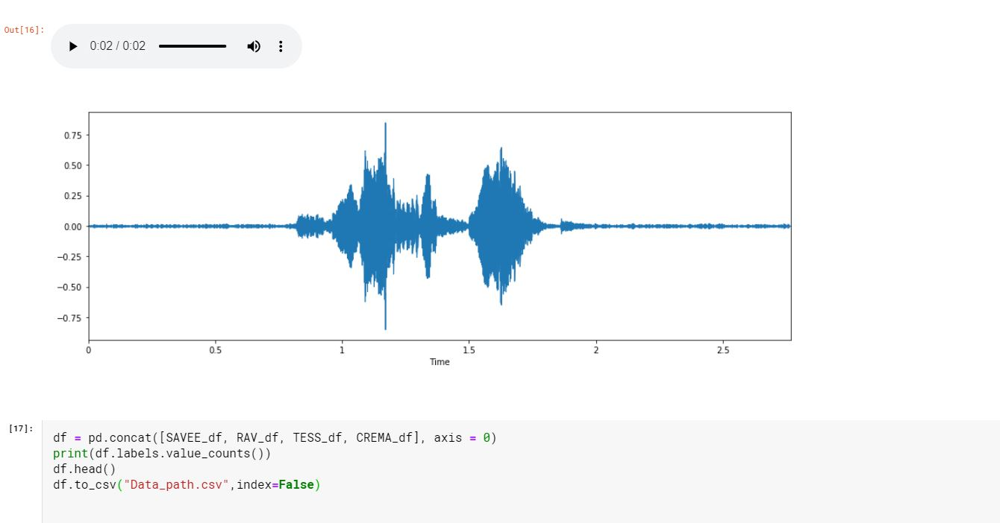 Out[16]:
0:02 / 0:02
0.75
0.50
0.25
0.00
−0.25
−0.50
−0.75
0 0.5 1 1.5 2 2.5
Time
[17]:
df = pd.concat([SAVEE_df, RAV_df, TESS_df, CREMA_df], axis = 0)
print(df.labels.value_counts())
df.head()
df.to_csv("Data_path.csv",index=False)